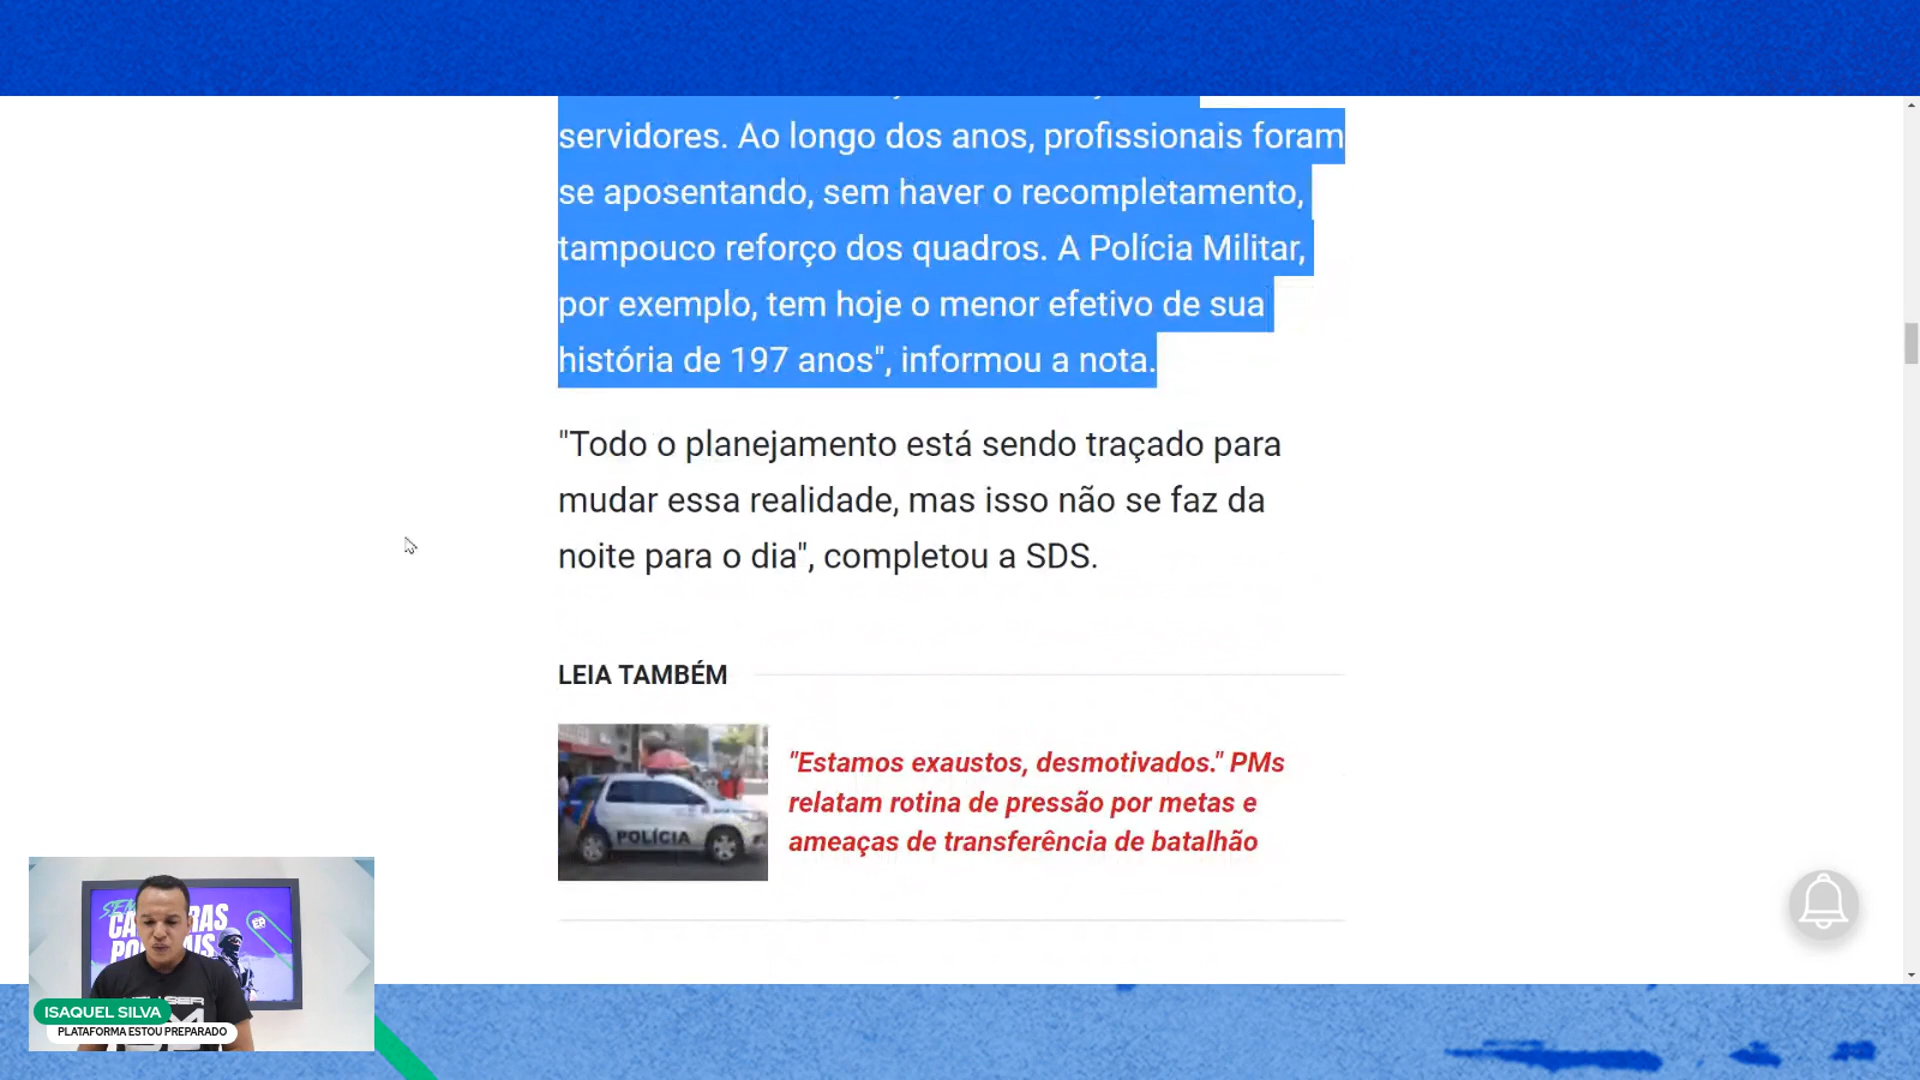 servidores. Ao longo dos anos, profissionais foram
se aposentando, sem haver o recompletamento,
tampouco reforço dos quadros. A Polícia Militar,
por exemplo, tem hoje o menor efetivo de sua
história de 197 anos", informou a nota.
"Todo o planejamento está sendo traçado para
mudar essa realidade, mas isso não se faz da
noite para o dia", completou a SDS.
LEIA TAMBÉM
POLÍCIA
"Estamos exaustos, desmotivados." PMs
relatam rotina de pressão por metas e
ameaças de transferência de batalhão
EP
ISAQUEL SILVA
PLATAFORMA ESTOU PREPARADO